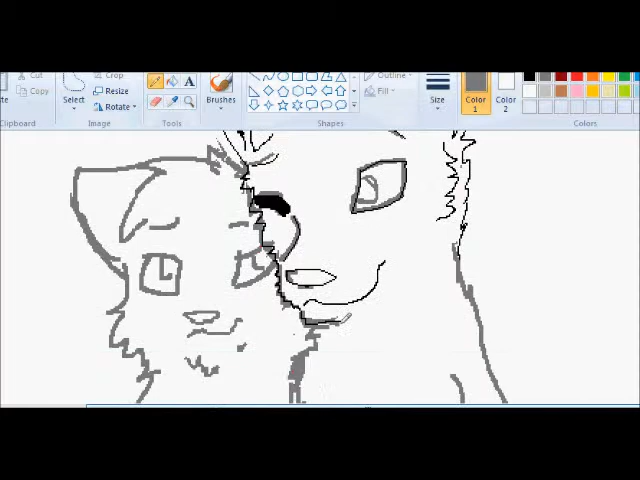 Cut
Crop
Outline
Copy
Select
Resize
Rotate
A
Brushes
Fill
Size
Color
1
Color
2
Clipboard
Image
Tools
Shapes
Colors